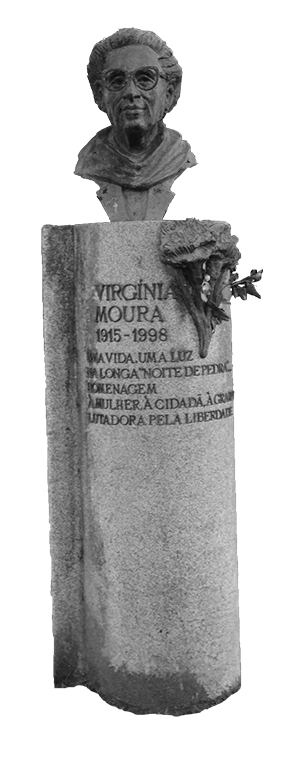 VIRGÍNIA
MOURA
1915-1998
UMA VIDA, UMA LUZ
NA LONGA "NOITE DE PEDRA",
HOMENAGEM
À MULHER, À CIDADÃ, À GRANDE
LUTADORA PELA LIBERDADE